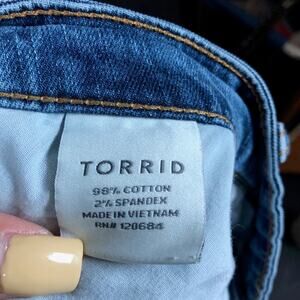 TORRID
98% COTTON
2% SPANDEX
MADE IN VIETNAM
RN# 120684